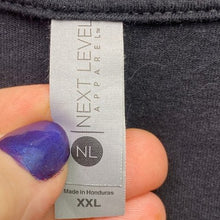 NEXT LEVEL
APPAREL
NL
Made in Honduras
XXL